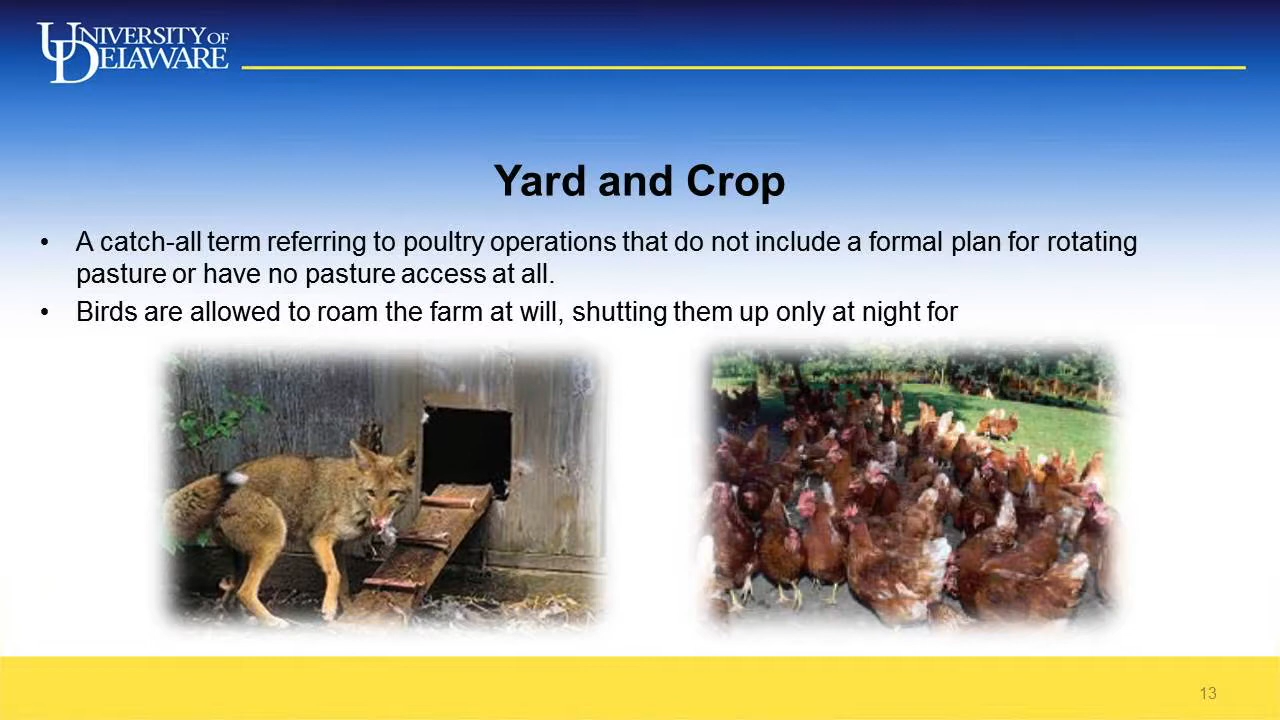 UNIVERSITY OF
DELAWARE
Yard and Crop
• A catch-all term referring to poultry operations that do not include a formal plan for rotating
pasture or have no pasture access at all.
• Birds are allowed to roam the farm at will, shutting them up only at night for
13